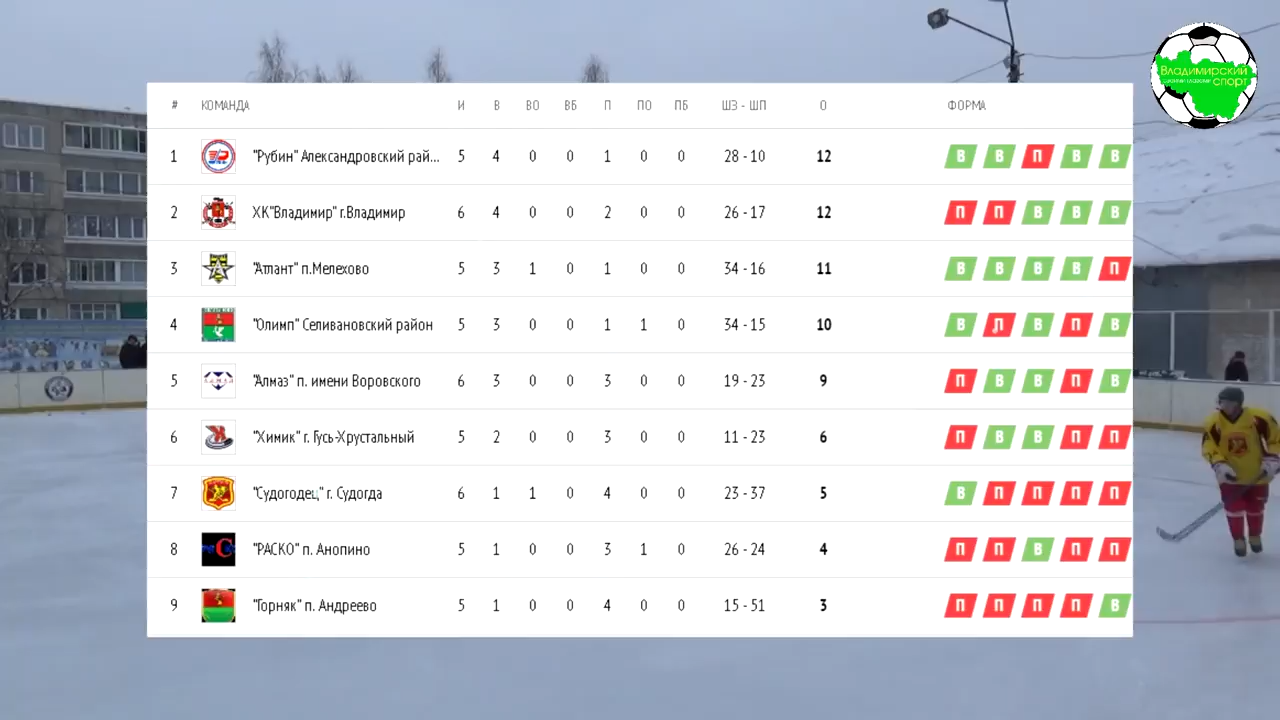 Владимирский
спорт
# КОМАНДА И В ВО ВБ П ПО ПБ ШЗ - ШП О ФОРМА
1 "Рубин" Александровский рай... 5 4 0 0 1 0 0 28 - 10 12 В В П В В
2 ХК"Владимир" г.Владимир 6 4 0 0 2 0 0 26 - 17 12 П П В В В
3 "Атлант" п.Мелехово 5 3 1 0 1 0 0 34 - 16 11 В В В В П
4 "Олимп" Селивановский район 5 3 0 0 1 1 0 34 - 15 10 В П В П В
5 "Алмаз" п. имени Воровского 6 3 0 0 3 0 0 19 - 23 9 П В В П В
6 "Химик" г. Гусь-Хрустальный 5 2 0 0 3 0 0 11 - 23 6 П В В П П
7 "Судогодец" г. Судогда 6 1 1 0 4 0 0 23 - 37 5 В П П П П
8 "РАСКО" п. Анопино 5 1 0 0 3 1 0 26 - 24 4 П П В П П
9 "Горняк" п. Андреево 5 1 0 0 4 0 0 15 - 51 3 П П П П В